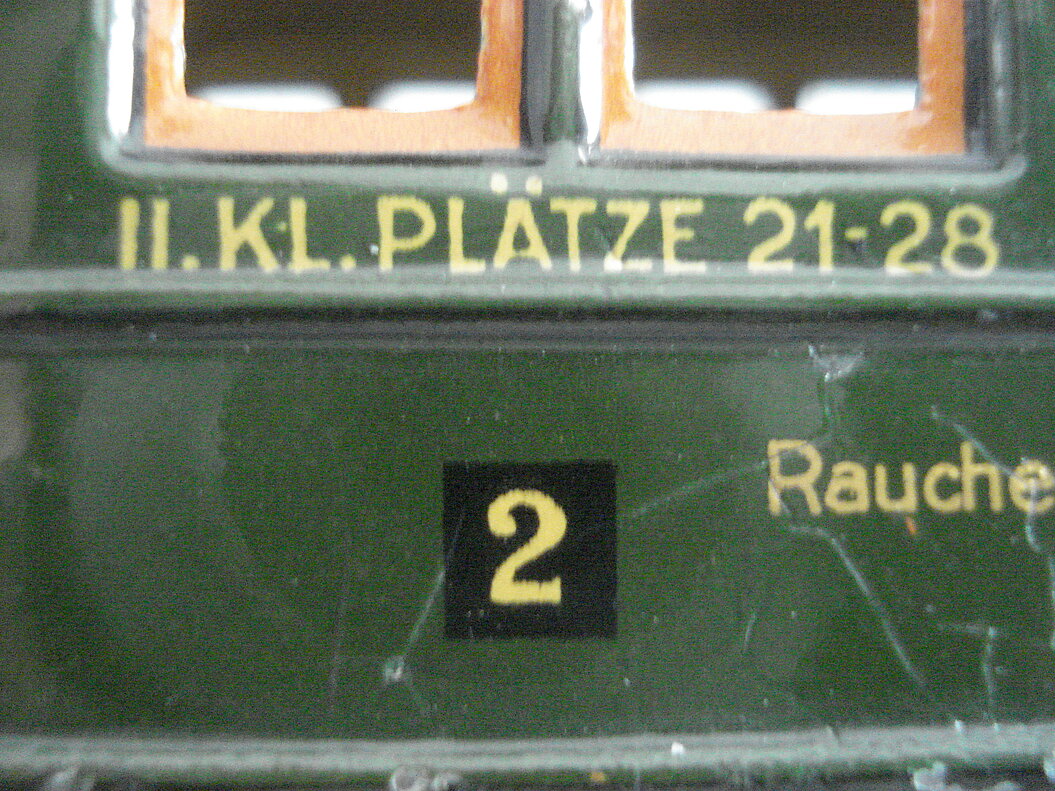 II. KL. PLÄTZE 21-28
Rauche
2